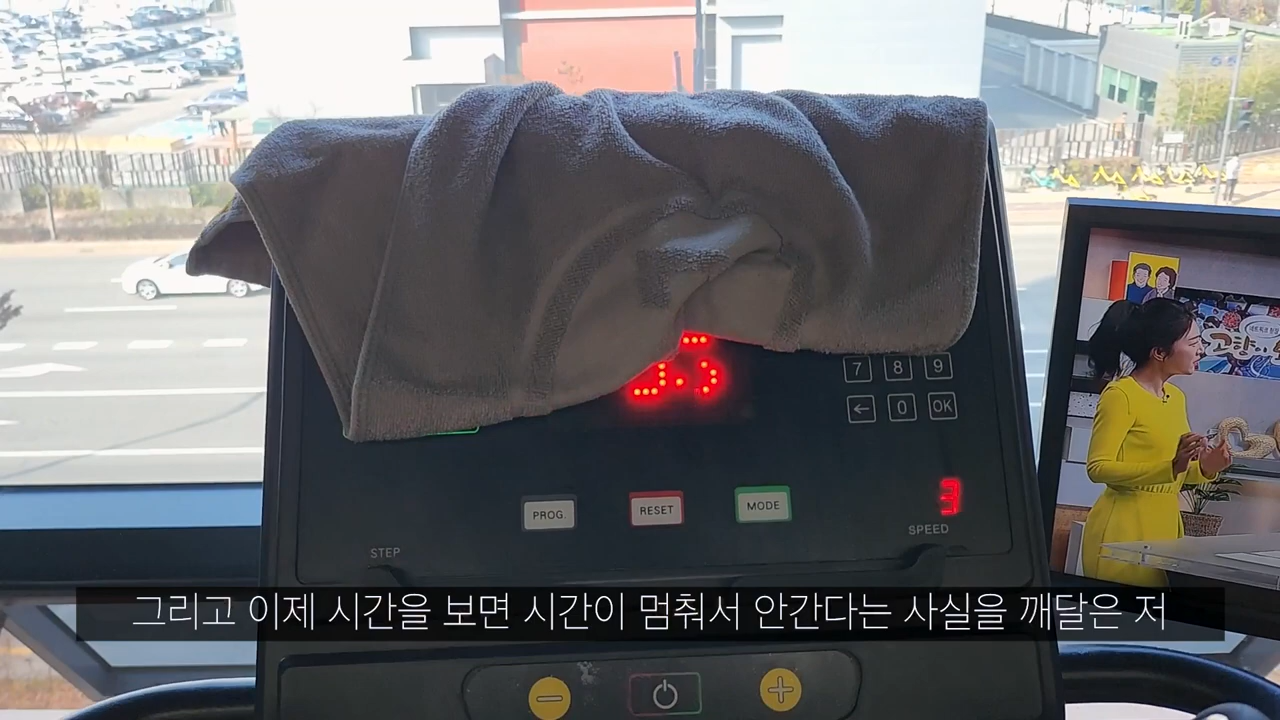 7 8 9
← 0 OK
PROG.
RESET
MODE
3
STEP
SPEED
그리고 이제 시간을 보면 시간이 멈춰서 안간다는 사실을 깨달은 저
− +